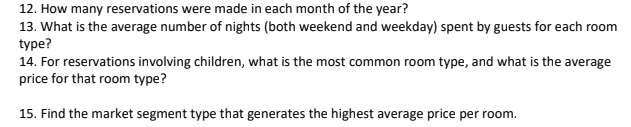 12. How many reservations were made in each month of the year?
13. What is the average number of nights (both weekend and weekday) spent by guests for each room
type?
14. For reservations involving children, what is the most common room type, and what is the average
price for that room type?
15. Find the market segment type that generates the highest average price per room.